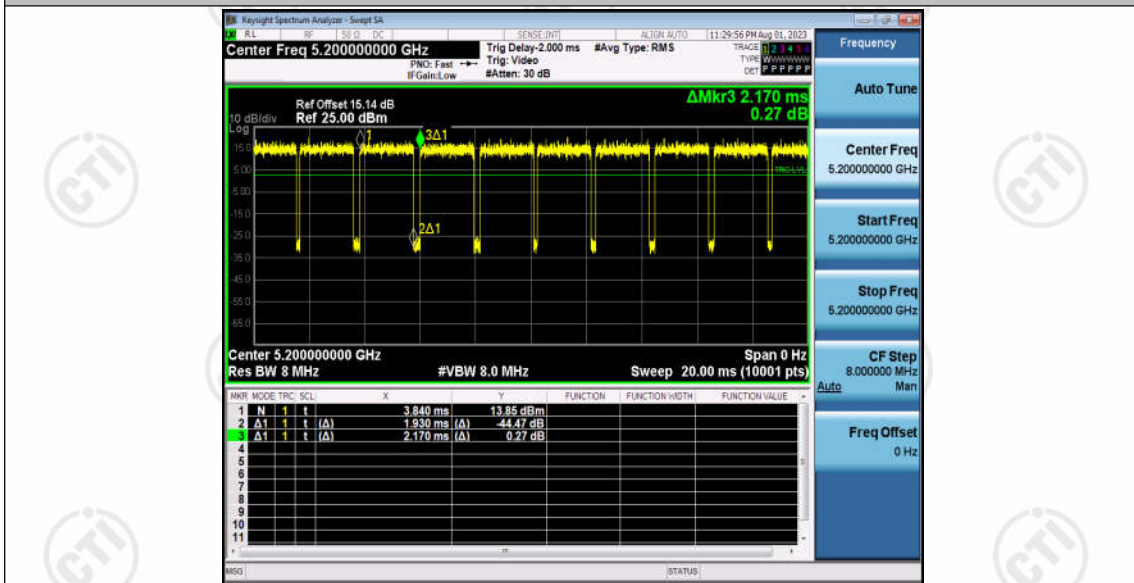 Keysight Spectrum Analyzer - Swept SA
RL RF 50 Ω DC SENSE:INT ALIGN AUTO 11:29:56 PM Aug 01, 2023
Center Freq 5.200000000 GHz
PNO: Fast
IFGain:Low
Trig Delay-2.000 ms
Trig: Video
#Atten: 30 dB
#Avg Type: RMS
TRACE 1 2 3 4 5 6
TYPE W
DET P P P P P P
ΔMkr3 2.170 ms
0.27 dB
Ref Offset 15.14 dB
Ref 25.00 dBm
10 dB/div
Log
1
3Δ1
2Δ1
TRIG LVL
15.0
5.00
-5.00
-15.0
-25.0
-35.0
-45.0
-55.0
-65.0
Center 5.200000000 GHz Span 0 Hz
Res BW 8 MHz #VBW 8.0 MHz Sweep 20.00 ms (10001 pts)
MKR MODE TRC SCL X Y FUNCTION FUNCTION WIDTH FUNCTION VALUE
1 N 1 t 3.840 ms 13.85 dBm
2 Δ1 1 t (Δ) 1.930 ms (Δ) -44.47 dB
3 Δ1 1 t (Δ) 2.170 ms (Δ) 0.27 dB
4
5
6
7
8
9
10
11
MSG STATUS
Frequency
Auto Tune
Center Freq
5.200000000 GHz
Start Freq
5.200000000 GHz
Stop Freq
5.200000000 GHz
CF Step
8.000000 MHz
Auto Man
Freq Offset
0 Hz
CTI
CTI
CTI
CTI